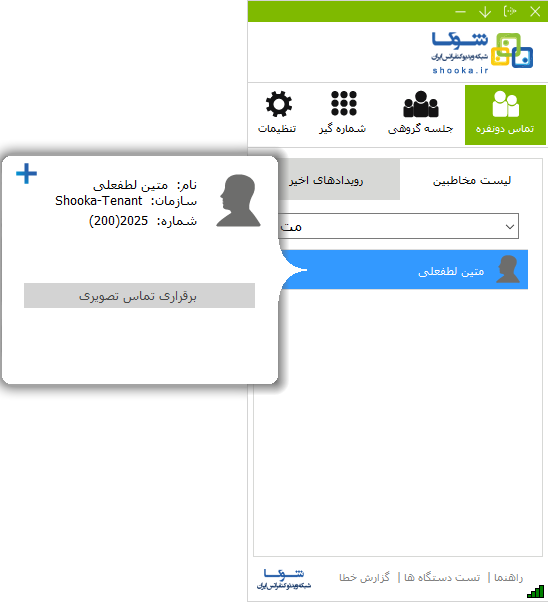 شوکا
شبکه ویدئو کنفرانس ایران
shooka.ir
تماس دونفره
جلسه گروهی
شماره گیر
تنظیمات
لیست مخاطبین
رویدادهای اخیر
مت
متین لطفعلی
نام: متین لطفعلی
سازمان: Shooka-Tenant
شماره: 2025(200)
برقراری تماس تصویری
راهنما | تست دستگاه ها | گزارش خطا
شوکا
شبکه ویدئو کنفرانس ایران